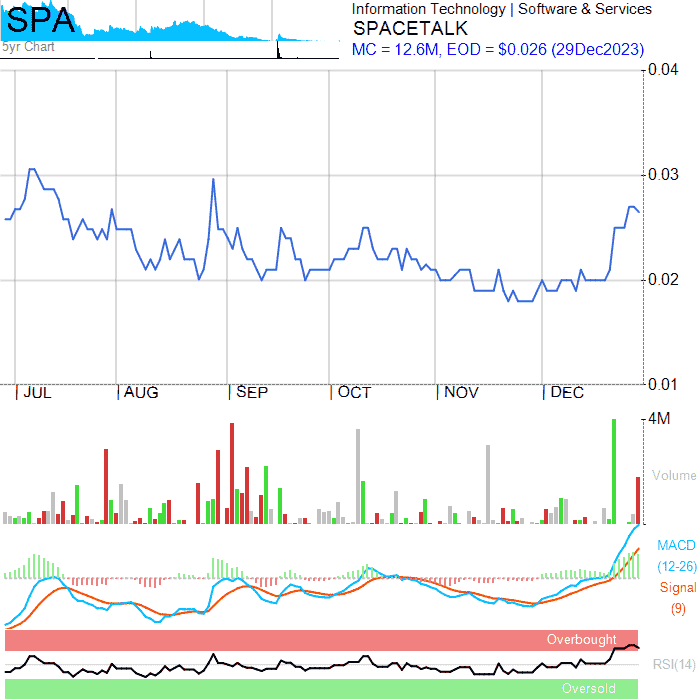 SPA
5yr Chart
Information Technology | Software & Services
SPACETALK
MC = 12.6M, EOD = $0.026 (29Dec2023)
0.04
0.03
0.02
0.01
JUL
AUG
SEP
OCT
NOV
DEC
4M
Volume
MACD
(12-26)
Signal
(9)
Overbought
RSI(14)
Oversold